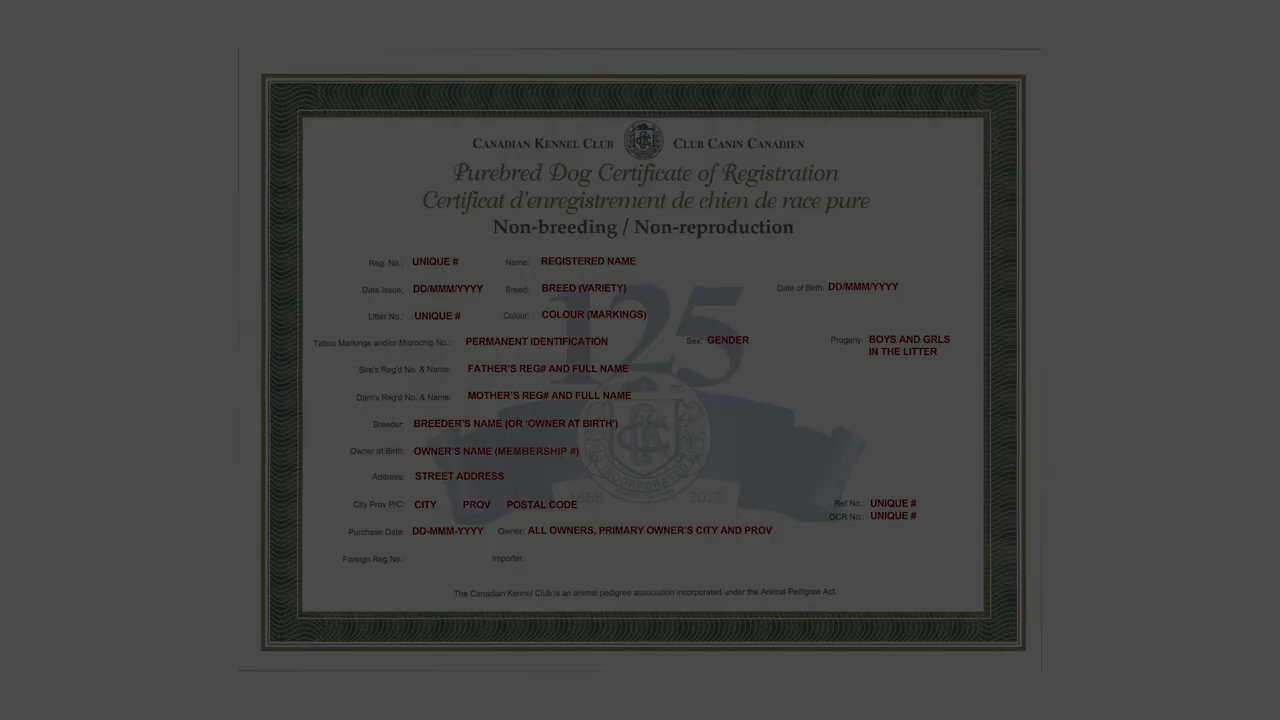 CANADIAN KENNEL CLUB CLUB CANIN CANADIEN
Purebred Dog Certificate of Registration
Certificat d'enregistrement de chien de race pure
Non-breeding / Non-reproduction
Reg. No.: UNIQUE # Name: REGISTERED NAME
Date Issue: DD/MMM/YYYY Breed: BREED (VARIETY) Date of Birth: DD/MMM/YYYY
Litter No.: UNIQUE # Colour: COLOUR (MARKINGS)
125
Tattoo Markings and/or Microchip No.: PERMANENT IDENTIFICATION Sex: GENDER Progeny: BOYS AND GRLS
IN THE LITTER
Sire's Reg'd No. & Name: FATHER'S REG# AND FULL NAME
Dam's Reg'd No. & Name: MOTHER'S REG# AND FULL NAME
Breeder: BREEDER'S NAME (OR 'OWNER AT BIRTH')
Owner at Birth: OWNER'S NAME (MEMBERSHIP #)
Address: STREET ADDRESS
INCORPORATED
1888 2013
City Prov P/C: CITY PROV POSTAL CODE Ref No.: UNIQUE #
OCR No.: UNIQUE #
Purchase Date: DD-MMM-YYYY Owner: ALL OWNERS, PRIMARY OWNER'S CITY AND PROV
Foreign Reg No.: Importer:
The Canadian Kennel Club is an animal pedigree association incorporated under the Animal Pedigree Act.